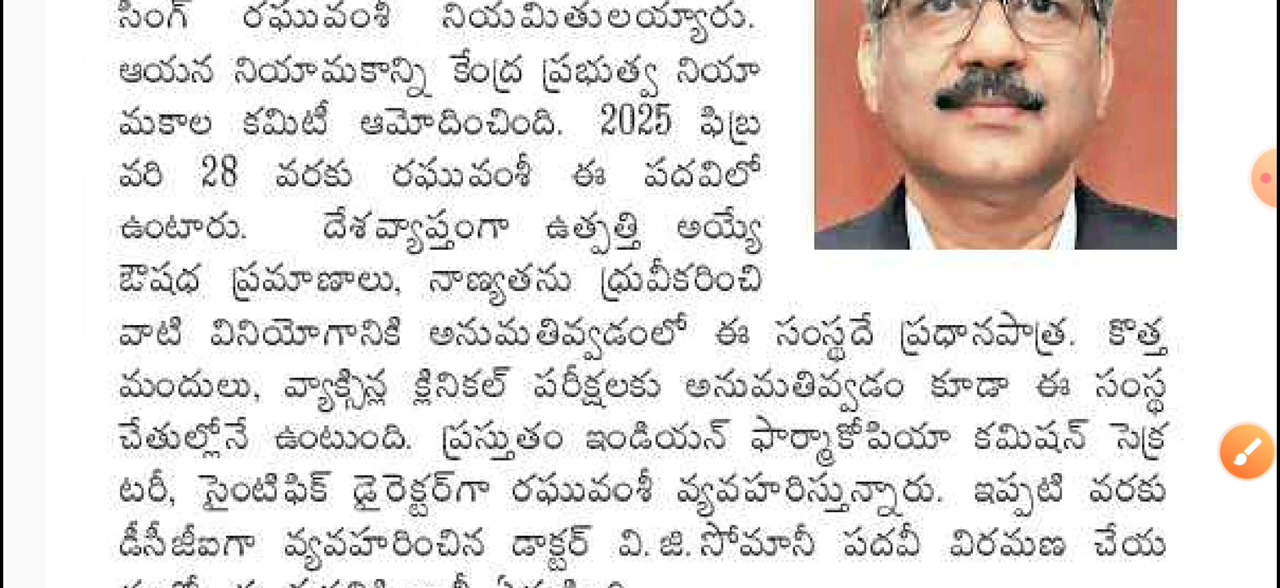 సింగ్ రఘువంశీ నియమితులయ్యారు.
ఆయన నియామకాన్ని కేంద్ర ప్రభుత్వ నియా
మకాల కమిటీ ఆమోదించింది. 2025 ఫిబ్ర
వరి 28 వరకు రఘువంశీ ఈ పదవిలో
ఉంటారు. దేశవ్యాప్తంగా ఉత్పత్తి అయ్యే
ఔషధ ప్రమాణాలు, నాణ్యతను ధ్రువీకరించి
వాటి వినియోగానికి అనుమతివ్వడంలో ఈ సంస్థదే ప్రధానపాత్ర. కొత్త
మందులు, వ్యాక్సిన్ల క్లినికల్ పరీక్షలకు అనుమతివ్వడం కూడా ఈ సంస్థ
చేతుల్లోనే ఉంటుంది. ప్రస్తుతం ఇండియన్ ఫార్మాకోపియా కమిషన్ సెక్ర
టరీ, సైంటిఫిక్ డైరెక్టర్‌గా రఘువంశీ వ్యవహరిస్తున్నారు. ఇప్పటి వరకు
డీసీజీఐగా వ్యవహరించిన డాక్టర్ వి.జి.సోమానీ పదవీ విరమణ చేయ